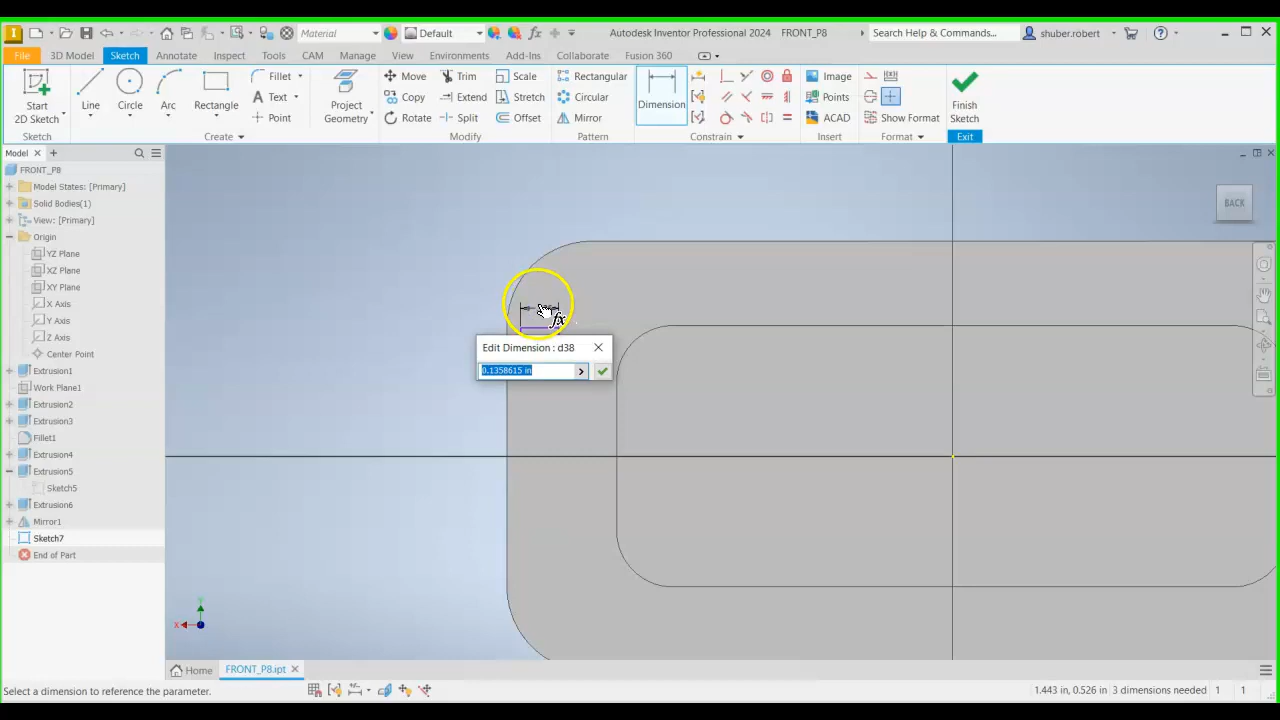 Material
Default
Autodesk Inventor Professional 2024 FRONT_P8
Search Help & Commands...
shuber.robert
File
3D Model
Sketch
Annotate
Inspect
Tools
CAM
Manage
View
Environments
Add-Ins
Collaborate
Fusion 360
Start
2D Sketch
Line
Circle
Arc
Rectangle
Fillet
Text
Point
Project
Geometry
Move
Copy
Rotate
Trim
Extend
Split
Scale
Stretch
Offset
Rectangular
Circular
Mirror
Dimension
Image
Points
ACAD
Show Format
Finish
Sketch
Sketch
Create
Modify
Pattern
Constrain
Insert
Format
Exit
Model
FRONT_P8
Model States: [Primary]
Solid Bodies(1)
View: [Primary]
Origin
YZ Plane
XZ Plane
XY Plane
X Axis
Y Axis
Z Axis
Center Point
Extrusion1
Work Plane1
Extrusion2
Extrusion3
Fillet1
Extrusion4
Extrusion5
Sketch5
Extrusion6
Mirror1
Sketch7
End of Part
BACK
fx
Edit Dimension : d38
0.1358615 in
Y
X
Home
FRONT_P8.ipt
Select a dimension to reference the parameter.
1.443 in, 0.526 in 3 dimensions needed 1 1